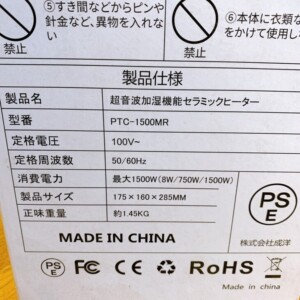 ⑤すき間などからピンや
針金など、異物を入れな
い
禁止
⑥本体に衣類な
をかけて使用し
禁止
製品仕様
製品名 超音波加湿機能セラミックヒーター
型番 PTC-1500MR
定格電圧 100V~
定格周波数 50/60Hz
消費電力 最大1500W(8W/750W/1500W)
製品サイズ 175×160×285MM
正味重量 約1.45KG
PS
E
MADE IN CHINA
株式会社成洋
PS
E
FC CE RoHS